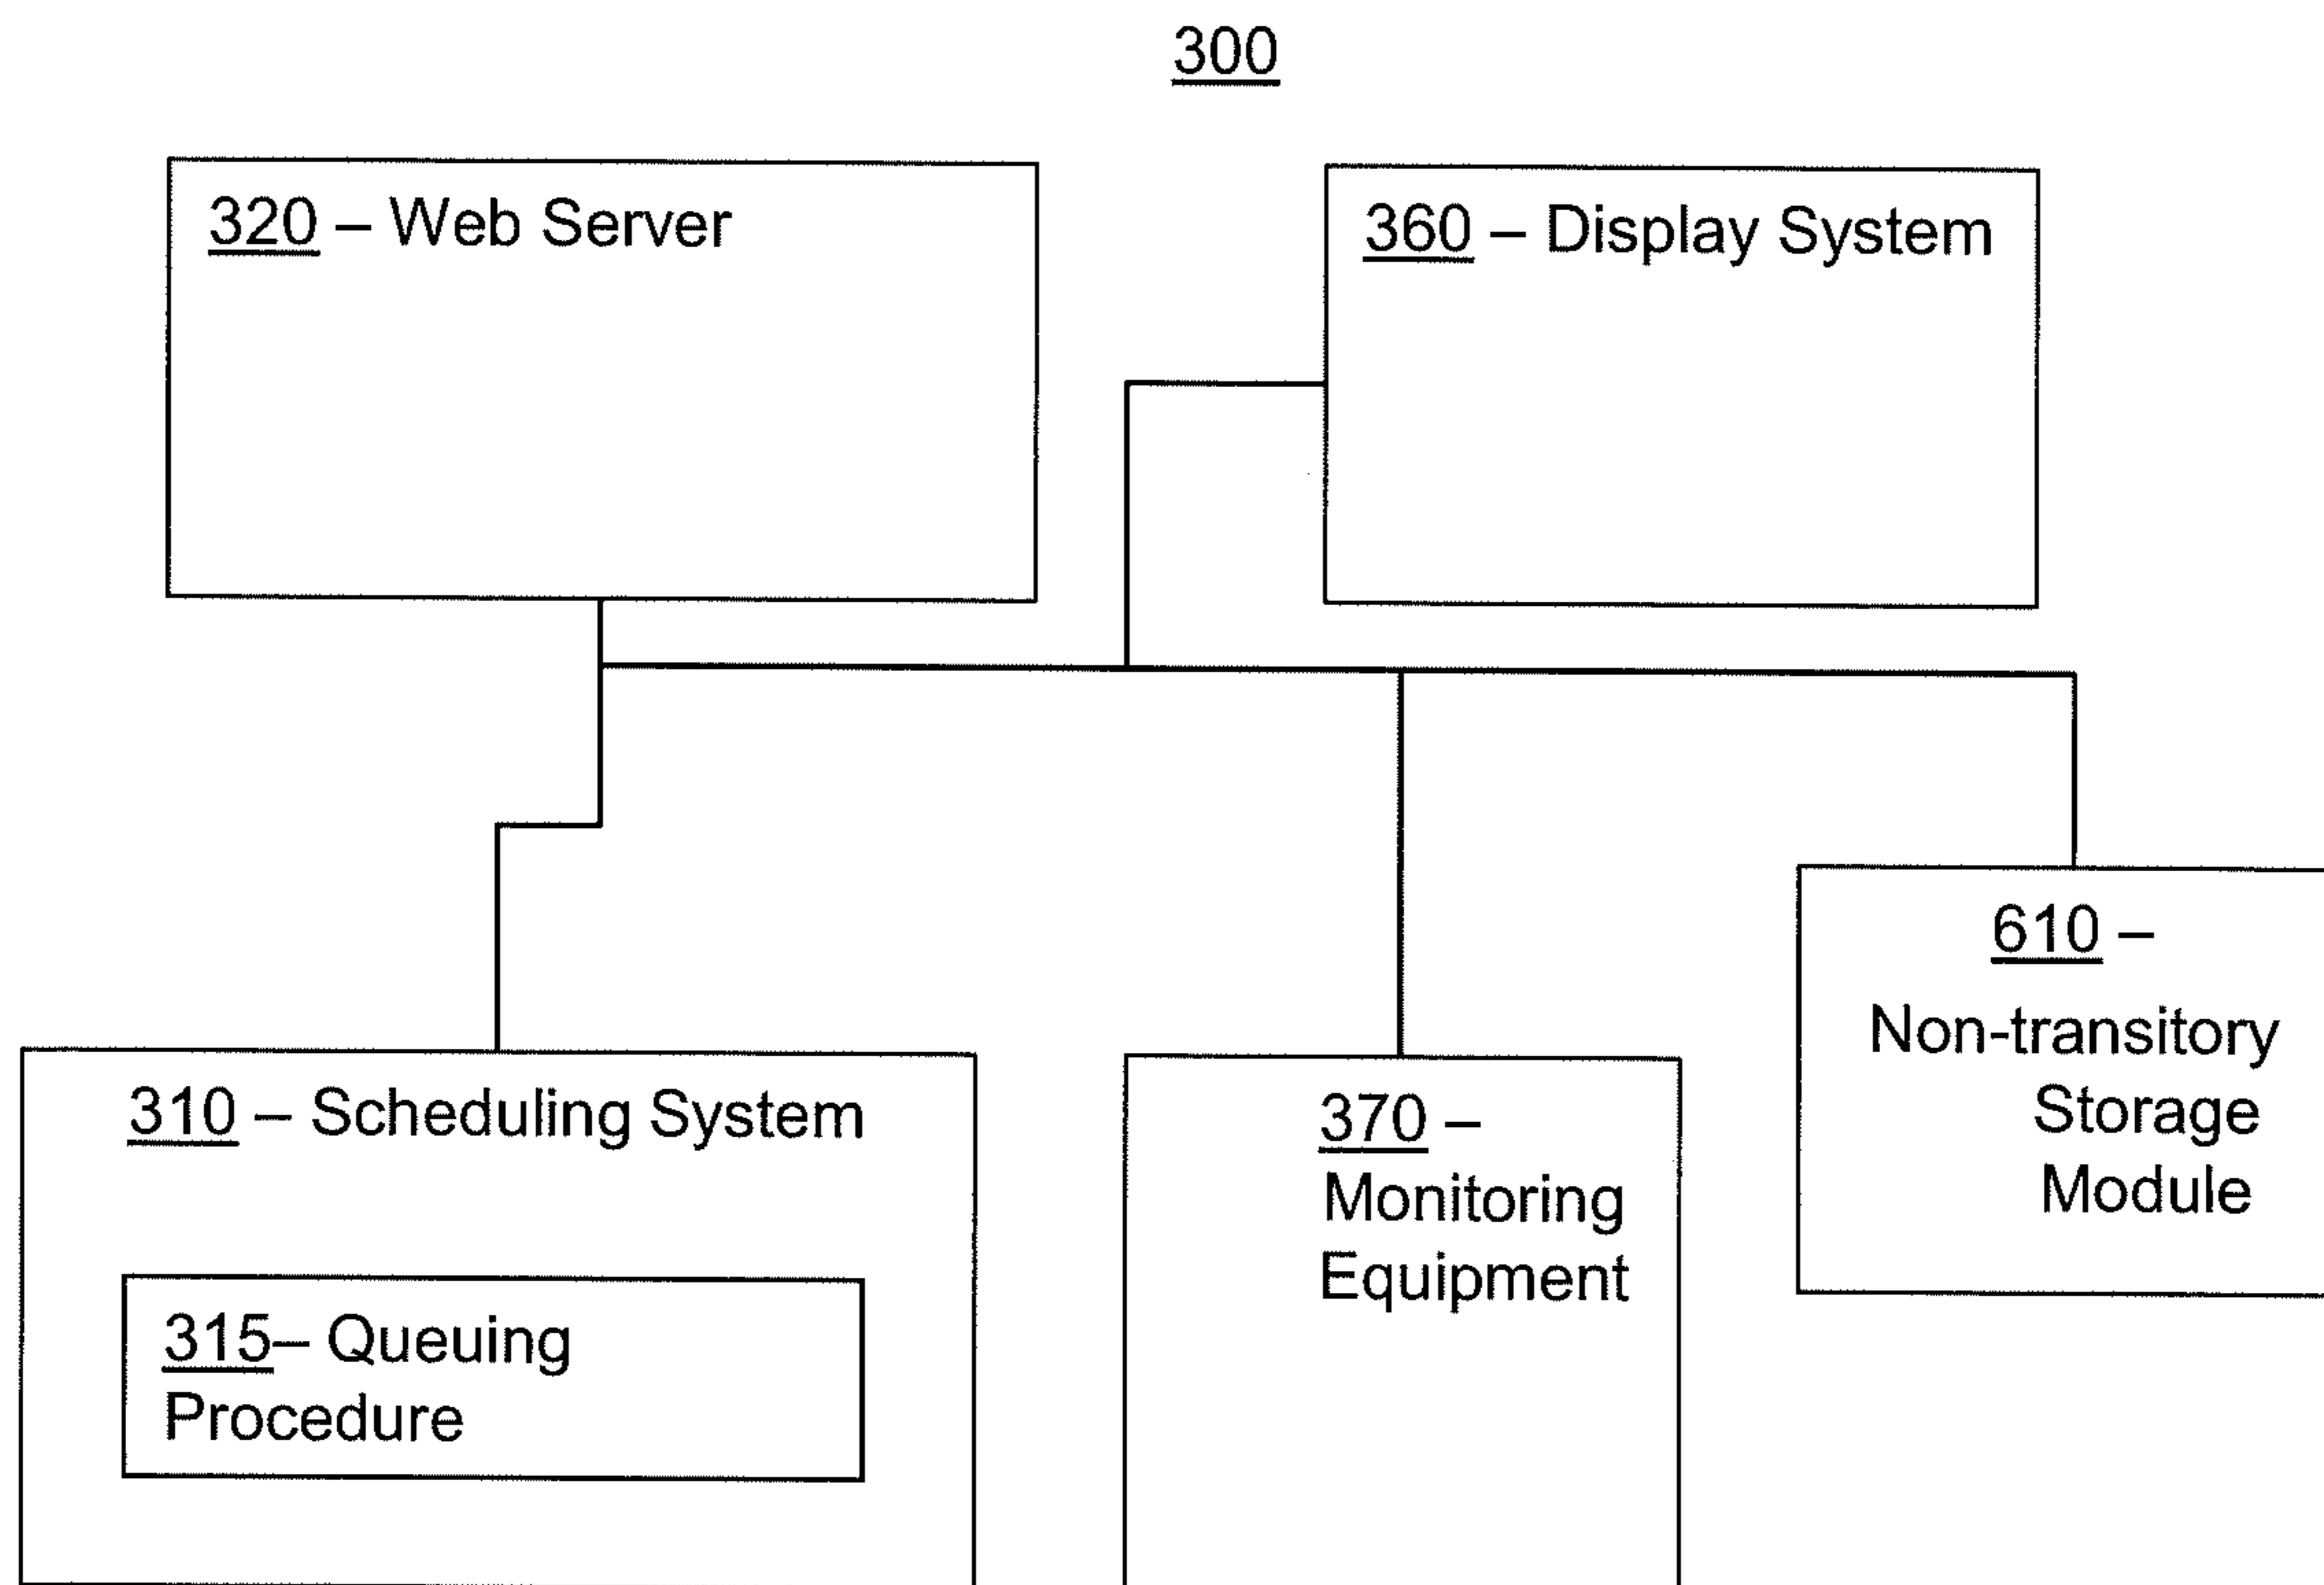 300
320 – Web Server
360 – Display System
310 – Scheduling System
315– Queuing
Procedure
370 –
Monitoring
Equipment
610 –
Non-transitory
Storage
Module